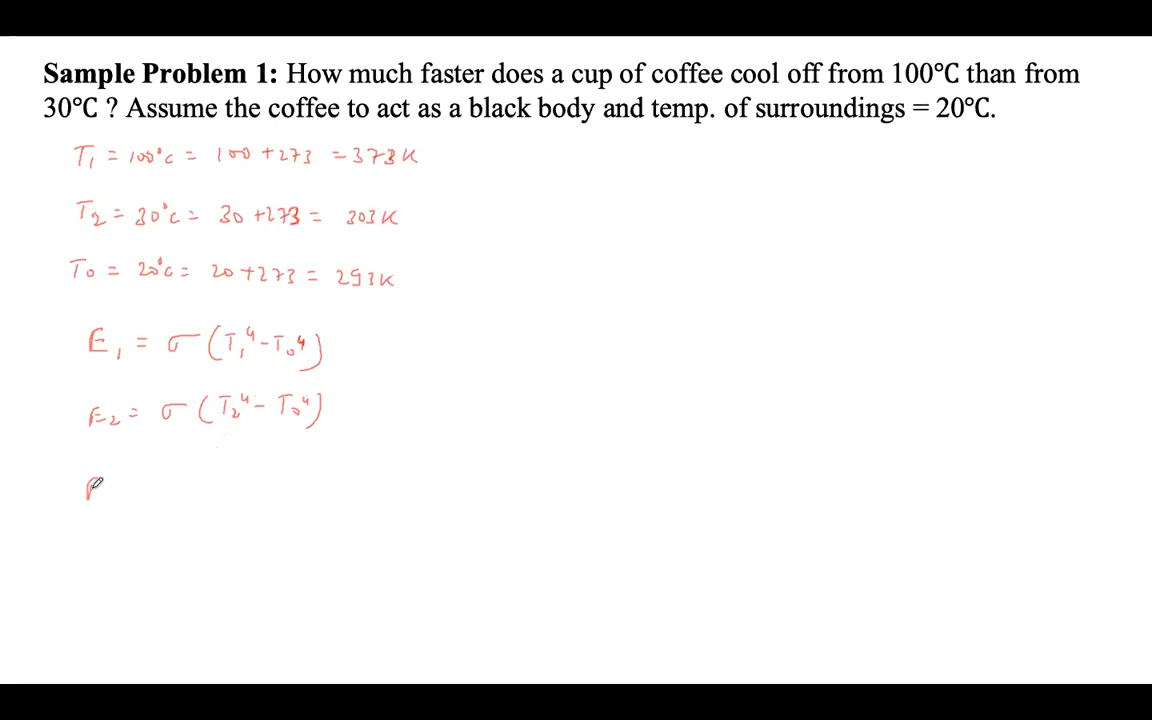 Sample Problem 1: How much faster does a cup of coffee cool off from 100°C than from
30°C ? Assume the coffee to act as a black body and temp. of surroundings = 20°C.
T₁ = 100°C = 100 + 273 = 373 K
T₂ = 30°C = 30 + 273 = 303 K
T₀ = 20°C = 20 + 273 = 293 K
E₁ = σ (T₁⁴ - T₀⁴)
E₂ = σ (T₂⁴ - T₀⁴)